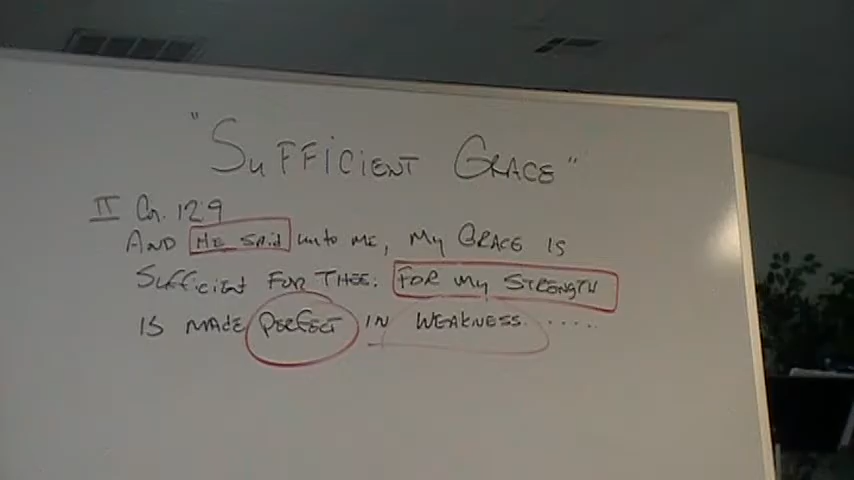 "SUFFICIENT GRACE"
II Cor. 12:9
AND HE SAID unto ME, My GRACE IS
SUFFICIENT FOR THEE: FOR MY STRENGTH
IS MADE PERFECT IN WEAKNESS.....